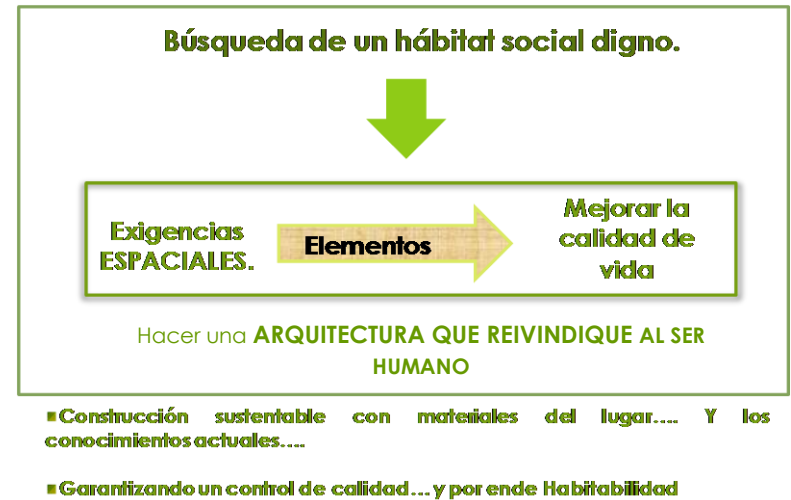 Búsqueda de un hábitat social digno.
Exigencias
ESPACIALES.
Elementos
Mejorar la
calidad de
vida
Hacer una ARQUITECTURA QUE REIVINDIQUE AL SER
HUMANO
▪Construcción sustentable con materiales del lugar.... Y los
conocimientos actuales....
▪Garantizando un control de calidad... y por ende Habitabilidad